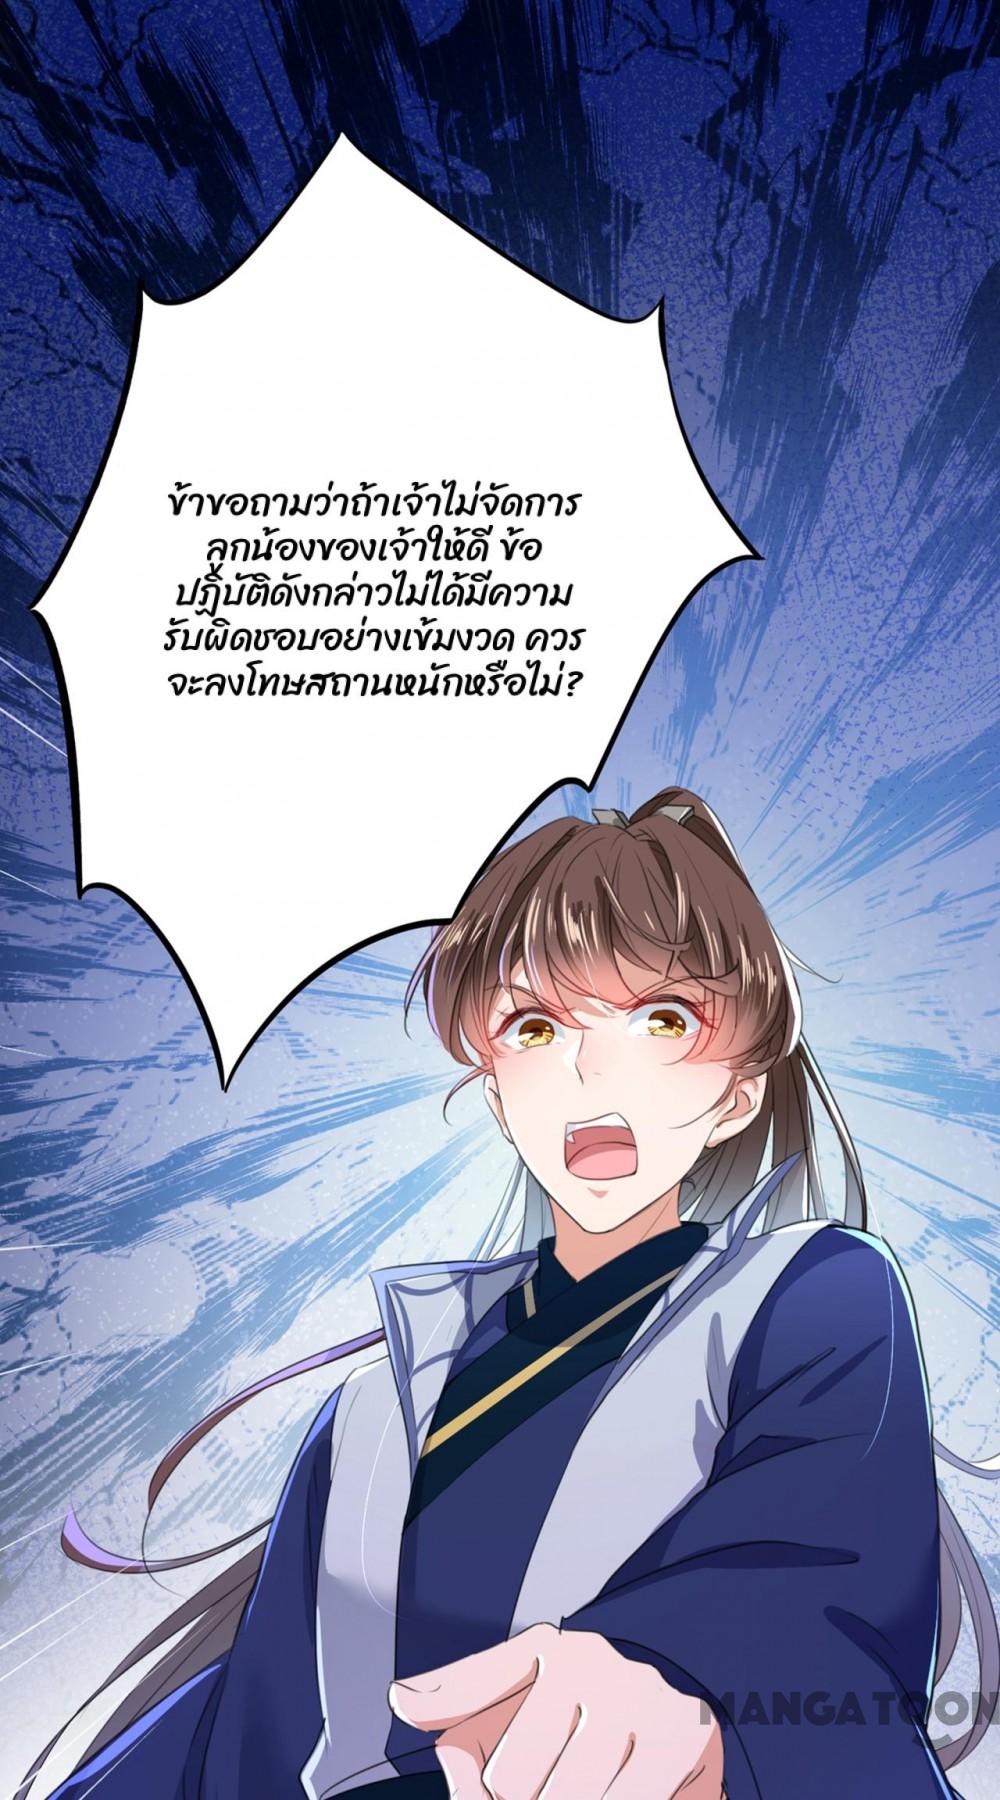 ข้าขอถามว่าถ้าเจ้าไม่จัดการ
ลูกน้องของเจ้าให้ดี ข้อ
ปฏิบัติดังกล่าวไม่ได้มีความ
รับผิดชอบอย่างเข้มงวด ควร
จะลงโทษสถานหนักหรือไม่?
MANGATOON